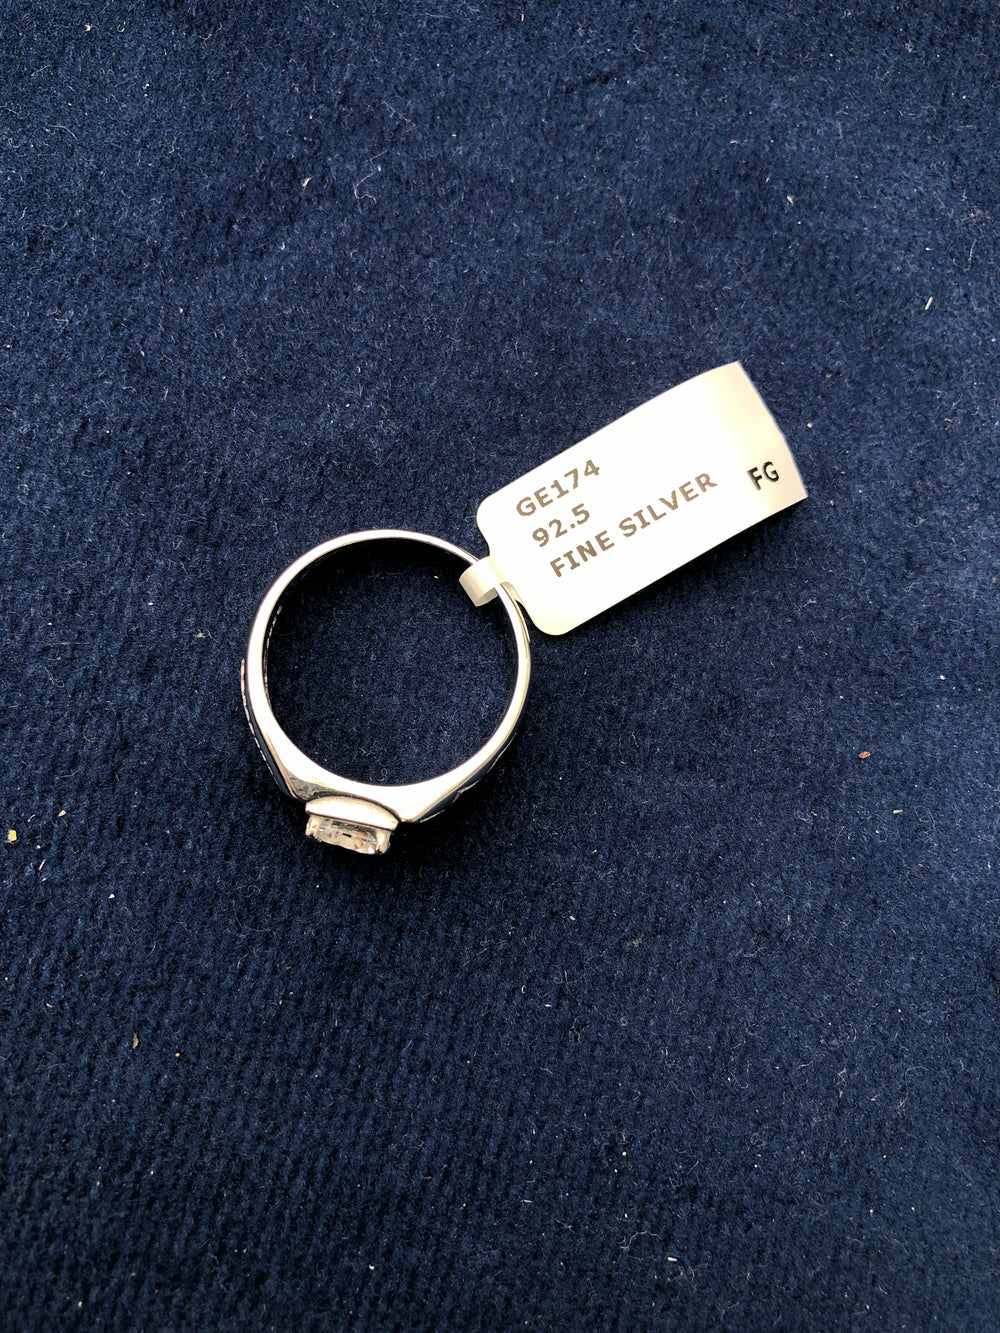 GE174
92.5
FINE SILVER
FG